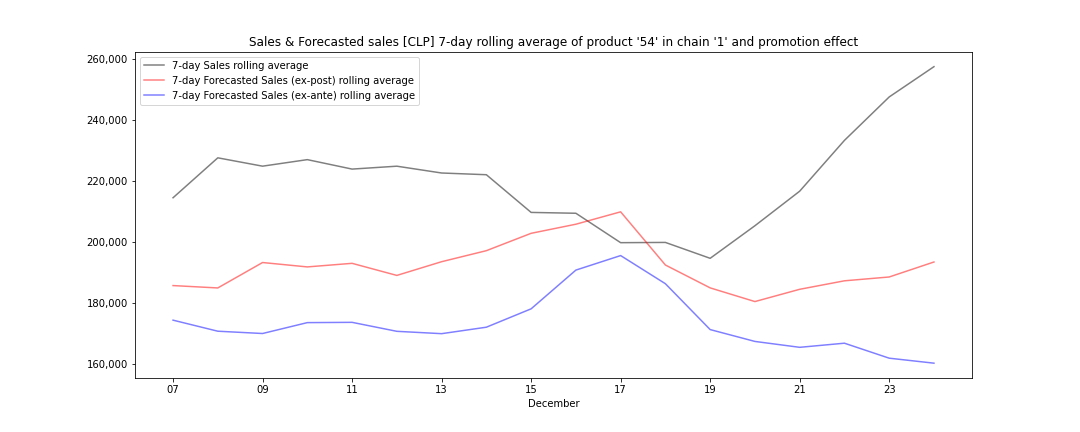 Sales & Forecasted sales [CLP] 7-day rolling average of product '54' in chain '1' and promotion effect
260,000
240,000
220,000
200,000
180,000
160,000
7-day Sales rolling average
7-day Forecasted Sales (ex-post) rolling average
7-day Forecasted Sales (ex-ante) rolling average
07 09 11 13 15 17 19 21 23
December